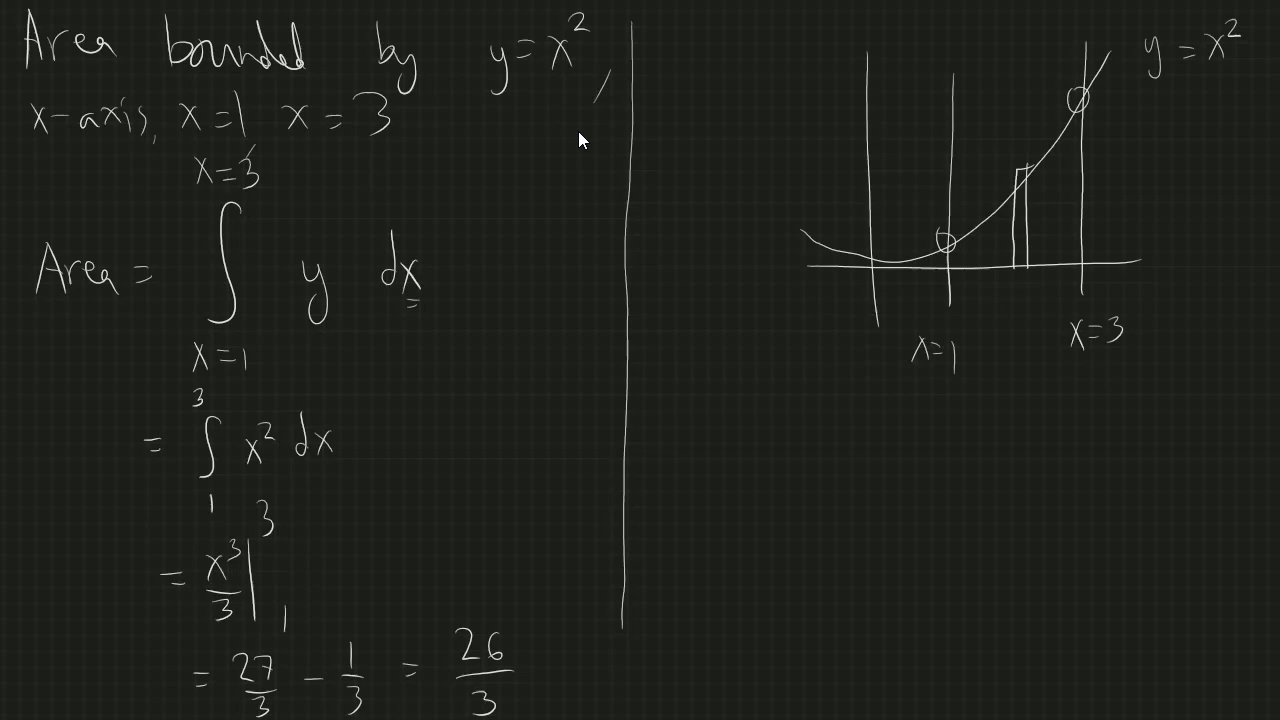 Area bounded by y = x²,
x-axis, x = 1, x = 3
x = 3
Area = ∫ y dx
x = 1
3
= ∫ x² dx
1
3
= x³/3 |
1
= 27/3 − 1/3 = 26/3
y = x²
x = 1
x = 3